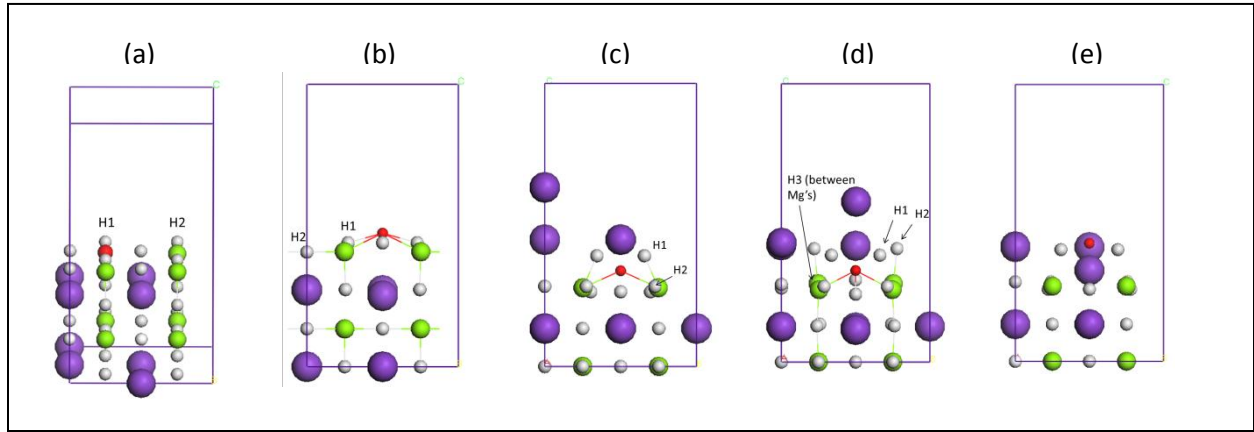 (a) (b) (c) (d) (e)
H1 H2
H2 H1
H1
H2
H3 (between
Mg's)
H1 H2